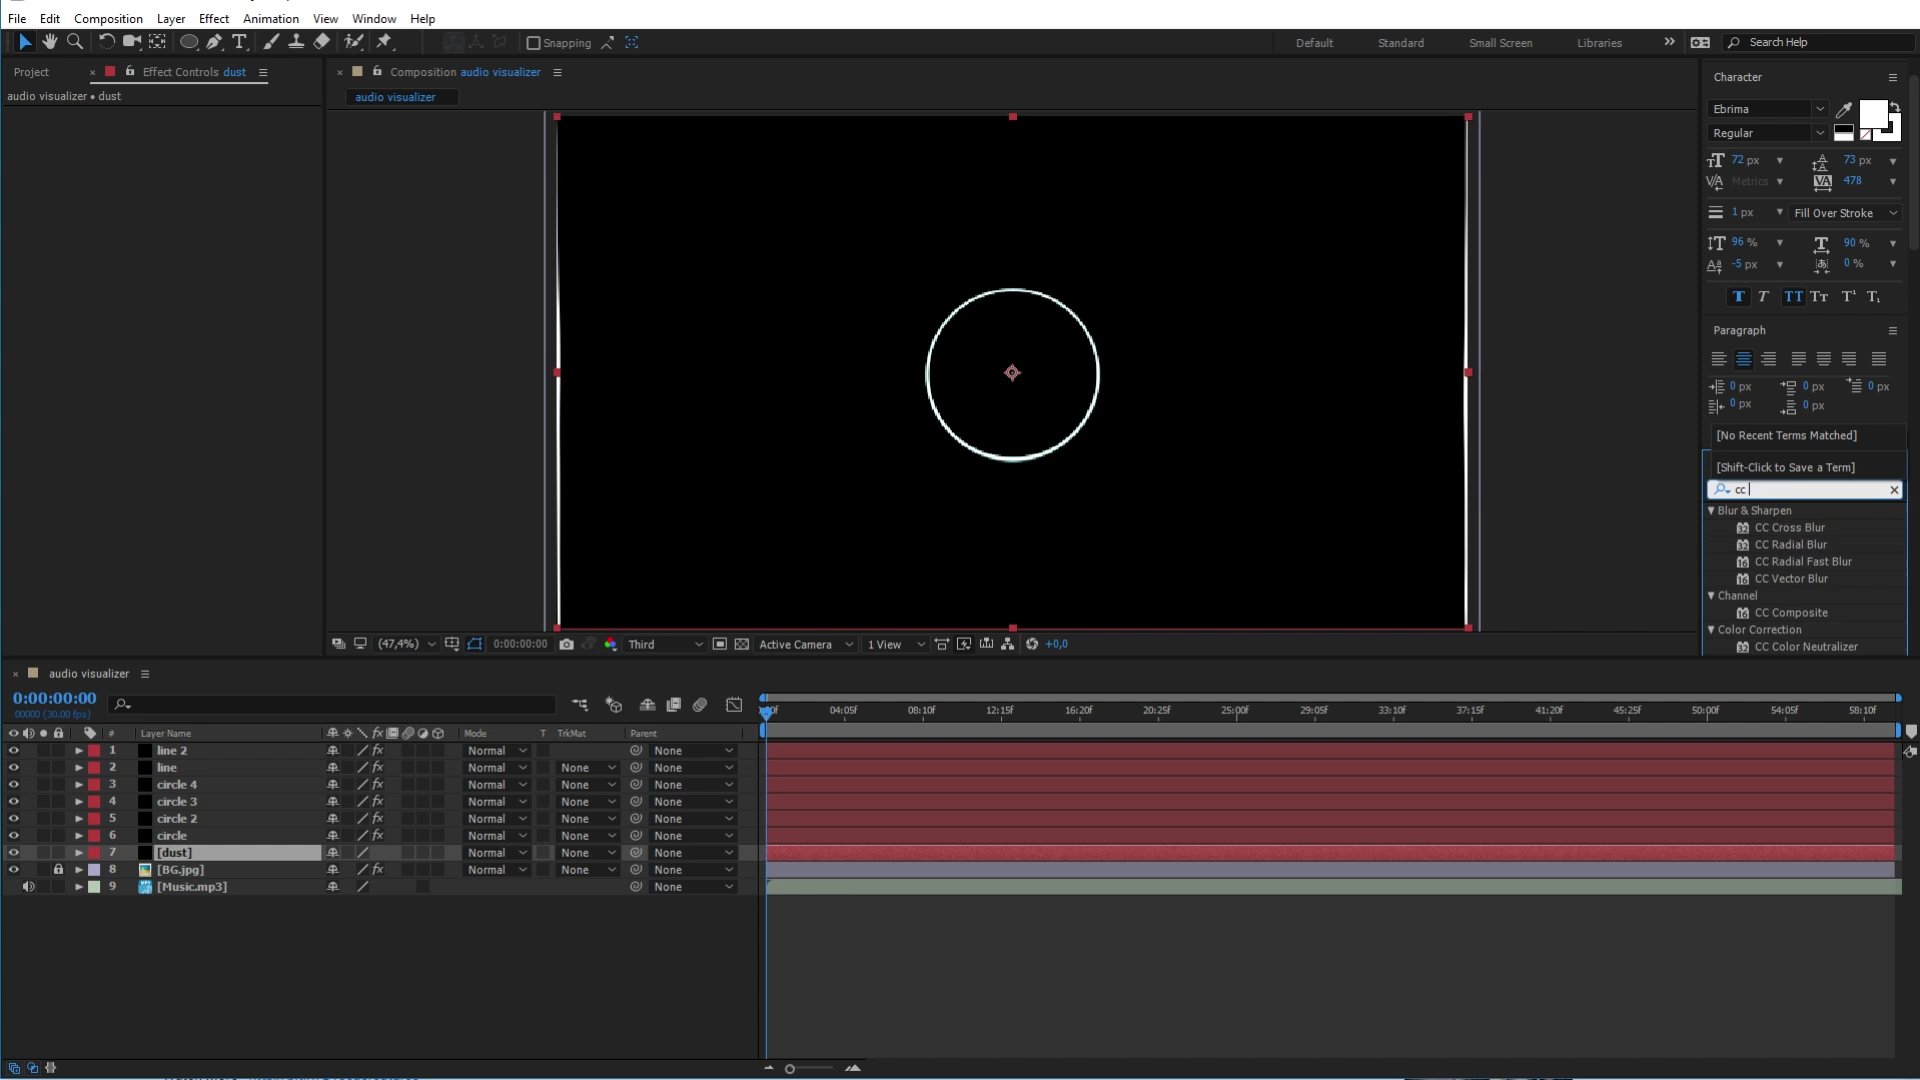 File Edit Composition Layer Effect Animation View Window Help
Snapping Default Standard Small Screen Libraries Search Help
Project Effect Controls dust
audio visualizer • dust
Composition audio visualizer
audio visualizer
Character
Ebrima
Regular
72 px 73 px
Metrics 478
1 px Fill Over Stroke
96 % 90 %
-5 px 0 %
T T TT Tт T¹ T₁
Paragraph
0 px 0 px 0 px
0 px 0 px
[No Recent Terms Matched]
[Shift-Click to Save a Term]
cc
Blur & Sharpen
CC Cross Blur
CC Radial Blur
CC Radial Fast Blur
CC Vector Blur
Channel
CC Composite
Color Correction
CC Color Neutralizer
(47,4%) 0:00:00:00 Third Active Camera 1 View +0,0
audio visualizer
0:00:00:00
00000 (30.00 fps)
04:05f 08:10f 12:15f 16:20f 20:25f 25:00f 29:05f 33:10f 37:15f 41:20f 45:25f 50:00f 54:05f 58:10f
# Layer Name Mode T TrkMat Parent
1 line 2 Normal None
2 line Normal None None
3 circle 4 Normal None None
4 circle 3 Normal None None
5 circle 2 Normal None None
6 circle Normal None None
7 [dust] Normal None None
8 [BG.jpg] Normal None None
9 [Music.mp3] None